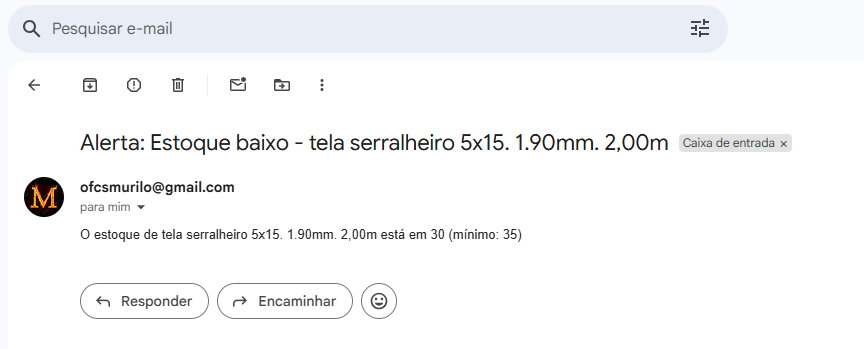 Pesquisar e-mail
Alerta: Estoque baixo - tela serralheiro 5x15. 1.90mm. 2,00m Caixa de entrada ×
M
ofcsmurilo@gmail.com
para mim
O estoque de tela serralheiro 5x15. 1.90mm. 2,00m está em 30 (mínimo: 35)
Responder Encaminhar